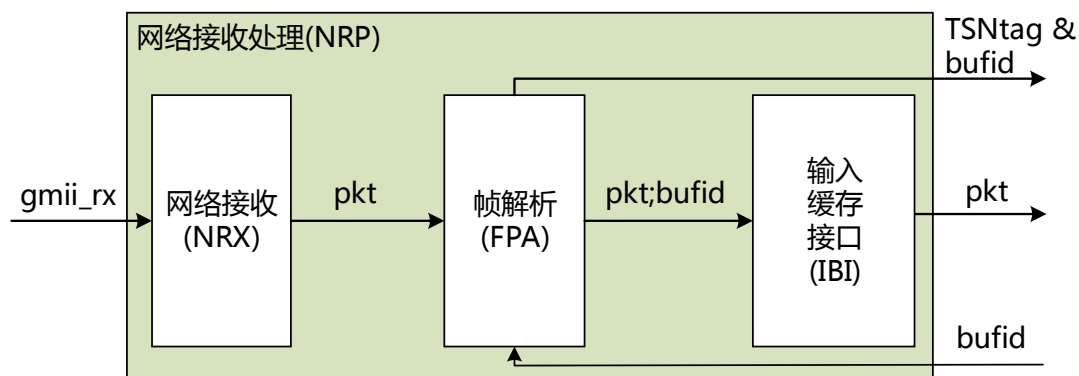 网络接收处理(NRP)
TSNtag &
bufid
gmii_rx
网络接收
(NRX)
pkt
帧解析
(FPA)
pkt;bufid
输入
缓存
接口
(IBI)
pkt
bufid